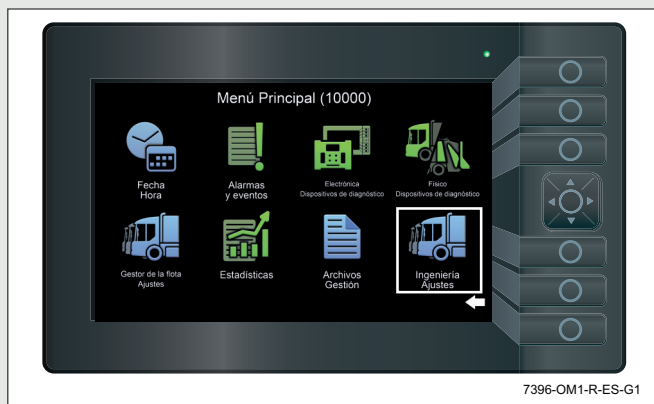 Menú Principal (10000)
Fecha
Hora
Alarmas
y eventos
Electrónica
Dispositivos de diagnóstico
Físico
Dispositivos de diagnóstico
Gestor de la flota
Ajustes
Estadísticas
Archivos
Gestión
Ingeniería
Ajustes
7396-OM1-R-ES-G1